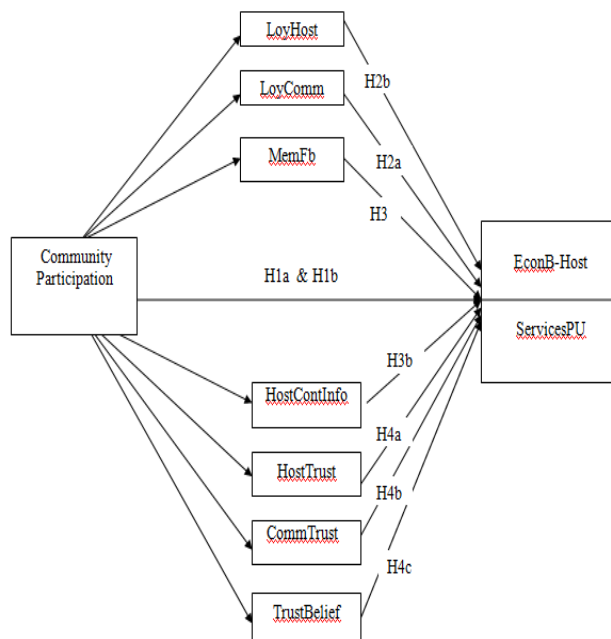 LoyHost
H2b
LoyComm
H2a
MemFb
H3
Community
Participation
EconB-Host
H1a & H1b
ServicesPU
H3b
HostContInfo
H4a
HostTrust
H4b
CommTrust
H4c
TrustBelief